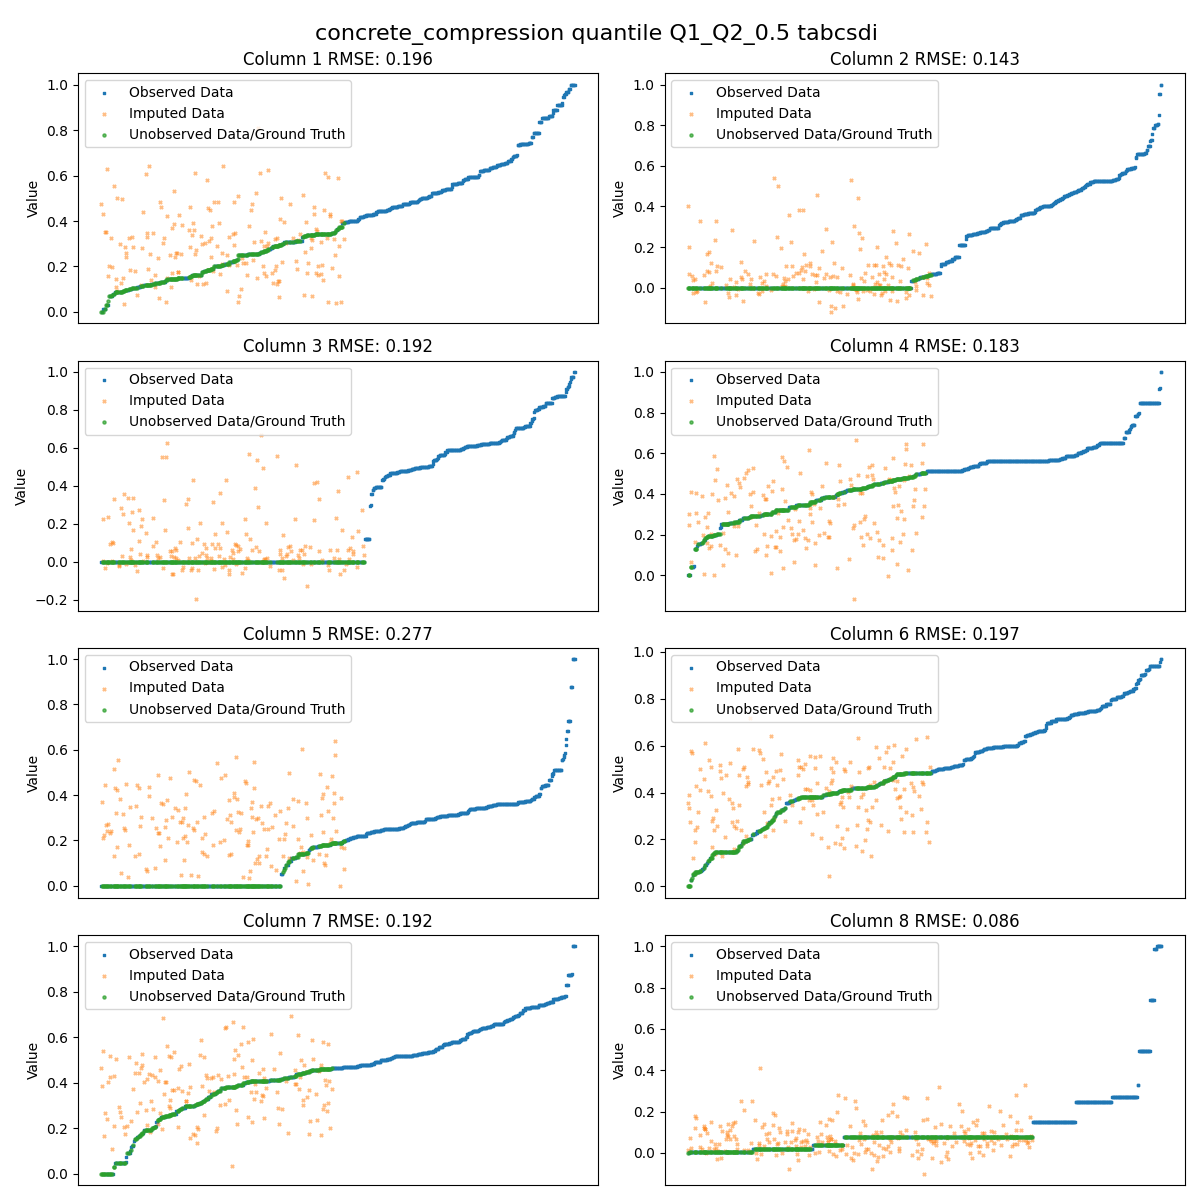 concrete_compression quantile Q1_Q2_0.5 tabcsdi
Column 1 RMSE: 0.196
Value
1.0
0.8
0.6
0.4
0.2
0.0
Observed Data
Imputed Data
Unobserved Data/Ground Truth
Column 2 RMSE: 0.143
Value
1.0
0.8
0.6
0.4
0.2
0.0
Observed Data
Imputed Data
Unobserved Data/Ground Truth
Column 3 RMSE: 0.192
Value
1.0
0.8
0.6
0.4
0.2
0.0
−0.2
Observed Data
Imputed Data
Unobserved Data/Ground Truth
Column 4 RMSE: 0.183
Value
1.0
0.8
0.6
0.4
0.2
0.0
Observed Data
Imputed Data
Unobserved Data/Ground Truth
Column 5 RMSE: 0.277
Value
1.0
0.8
0.6
0.4
0.2
0.0
Observed Data
Imputed Data
Unobserved Data/Ground Truth
Column 6 RMSE: 0.197
Value
1.0
0.8
0.6
0.4
0.2
0.0
Observed Data
Imputed Data
Unobserved Data/Ground Truth
Column 7 RMSE: 0.192
Value
1.0
0.8
0.6
0.4
0.2
0.0
Observed Data
Imputed Data
Unobserved Data/Ground Truth
Column 8 RMSE: 0.086
Value
1.0
0.8
0.6
0.4
0.2
0.0
Observed Data
Imputed Data
Unobserved Data/Ground Truth